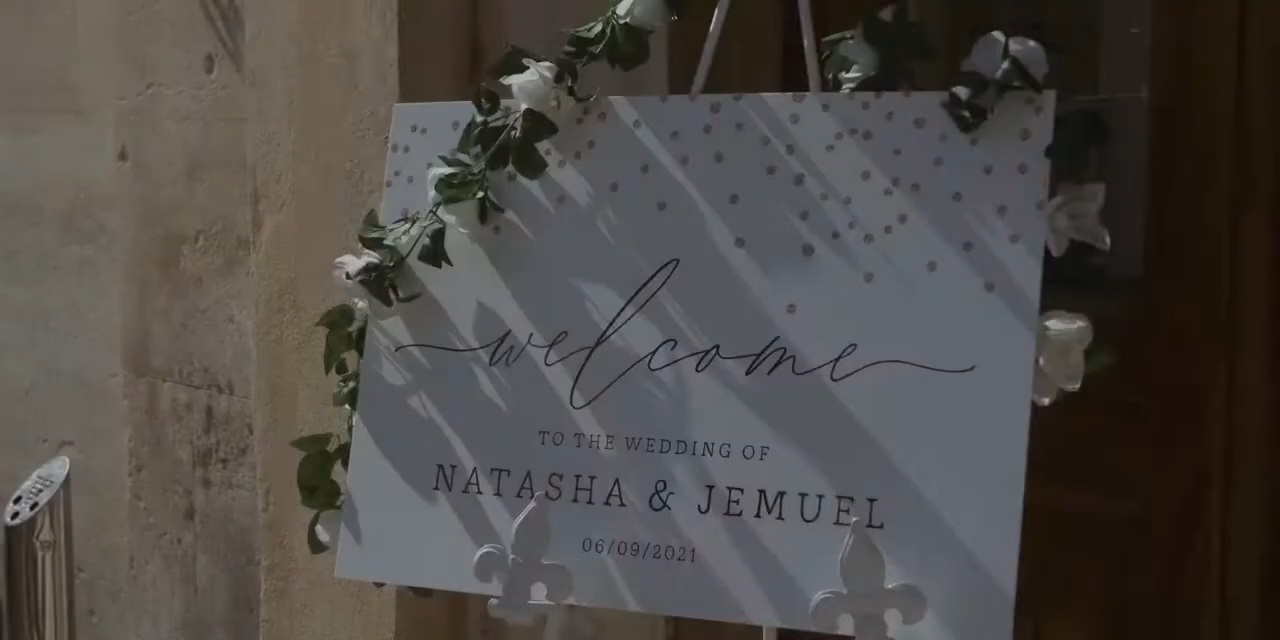 welcome
TO THE WEDDING OF
NATASHA & JEMUEL
06/09/2021